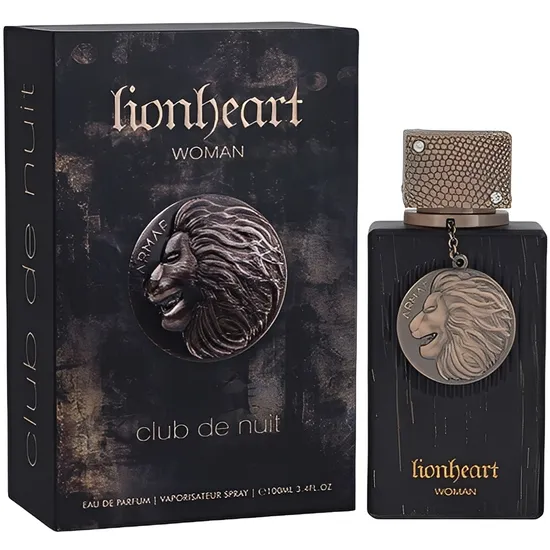 club de nuit
lionheart
WOMAN
ARMAF
club de nuit
EAU DE PARFUM | VAPORISATEUR SPRAY | ℮100ML 3.4FL.OZ
ARMAF
lionheart
WOMAN